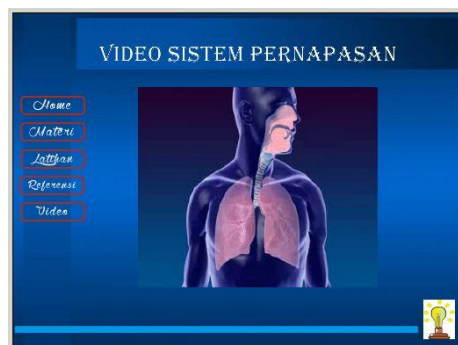 VIDEO SISTEM PERNAPASAN
Home
Materi
Latihan
Referensi
Video